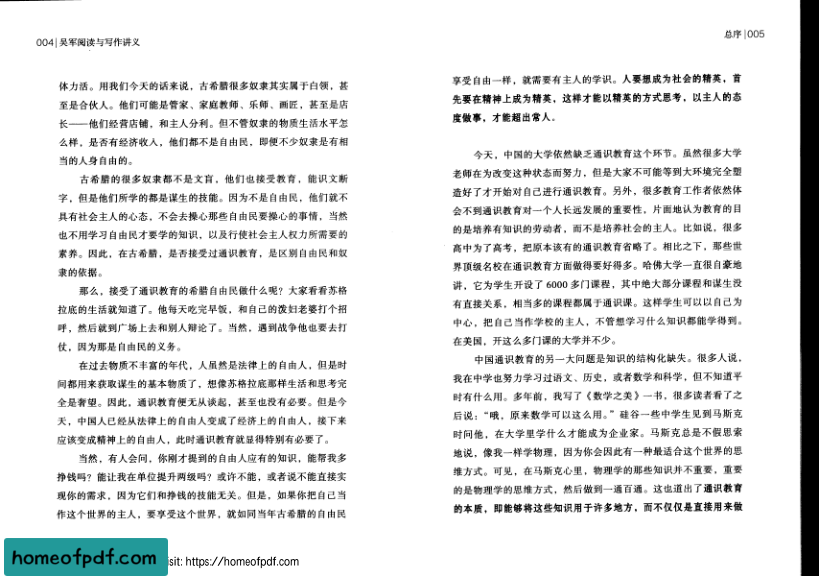 004|吴军阅读与写作讲义
体力活。用我们今天的话来说，古希腊很多奴隶其实属于白领，甚
至是合伙人。他们可能是管家、家庭教师、乐师、画匠，甚至是店
长——他们经营店铺，和主人分利。但不管奴隶的物质生活水平怎
么样，是否有经济收入，他们都不是自由民，即便不少奴隶是有相
当的人身自由的。
古希腊的很多奴隶都不是文盲，他们也接受教育，能识文断
字，但是他们所学的都是谋生的技能。因为不是自由民，他们就不
具有社会主人的心态，不会去操心那些自由民要操心的事情，当然
也不用学习自由民才要学的知识，以及行使社会主人权力所需要的
素养。因此，在古希腊，是否接受过通识教育，是区别自由民和奴
隶的依据。
那么，接受了通识教育的希腊自由民做什么呢？大家看看苏格
拉底的生活就知道了。他每天吃完早饭，和自己的泼妇老婆打个招
呼，然后就到广场上去和别人辩论了。当然，遇到战争他也要去打
仗，因为那是自由民的义务。
在过去物质不丰富的年代，人虽然是法律上的自由人，但是时
间都用来获取谋生的基本物质了，想像苏格拉底那样生活和思考完
全是奢望。因此，通识教育便无从谈起，甚至也没有必要。但是今
天，中国人已经从法律上的自由人变成了经济上的自由人，接下来
应该变成精神上的自由人，此时通识教育就显得特别有必要了。
当然，有人会问，你刚才提到的自由人应有的知识，能帮我多
挣钱吗？能让我在单位提升两级吗？或许不能，或者说不能直接实
现你的需求，因为它们和挣钱的技能无关。但是，如果你把自己当
作这个世界的主人，要享受这个世界，就如同当年古希腊的自由民
总序|005
享受自由一样，就需要有主人的学识。人要想成为社会的精英，首
先要在精神上成为精英，这样才能以精英的方式思考，以主人的态
度做事，才能超出常人。
今天，中国的大学依然缺乏通识教育这个环节。虽然很多大学
老师在为改变这种状态而努力，但是大家不可能等到大环境完全塑
造好了才开始对自己进行通识教育。另外，很多教育工作者依然体
会不到通识教育对一个人长远发展的重要性，片面地认为教育的目
的是培养有知识的劳动者，而不是培养社会的主人。比如说，很多
高中为了高考，把原本该有的通识教育省略了。相比之下，那些世
界顶级名校在通识教育方面做得要好得多。哈佛大学一直很自豪地
讲，它为学生开设了 6000 多门课程，其中绝大部分课程和谋生没
有直接关系，相当多的课程都属于通识课。这样学生可以以自己为
中心，把自己当作学校的主人，不管想学习什么知识都能学得到。
在美国，开这么多门课的大学并不少。
中国通识教育的另一大问题是知识的结构化缺失。很多人说，
我在中学也努力学习过语文、历史，或者数学和科学，但不知道平
时有什么用。多年前，我写了《数学之美》一书，很多读者看了之
后说：“哦，原来数学可以这么用。”硅谷一些中学生见到马斯克
时问他，在大学里学什么才能成为企业家。马斯克总是不假思索
地说，像我一样学物理，因为你会因此有一种最适合这个世界的思
维方式。可见，在马斯克心里，物理学的那些知识并不重要，重要
的是物理学的思维方式，然后做到一通百通。这也道出了通识教育
的本质，即能够将这些知识用于许多地方，而不仅仅是直接用来做
homeofpdf.com
isit: https://homeofpdf.com